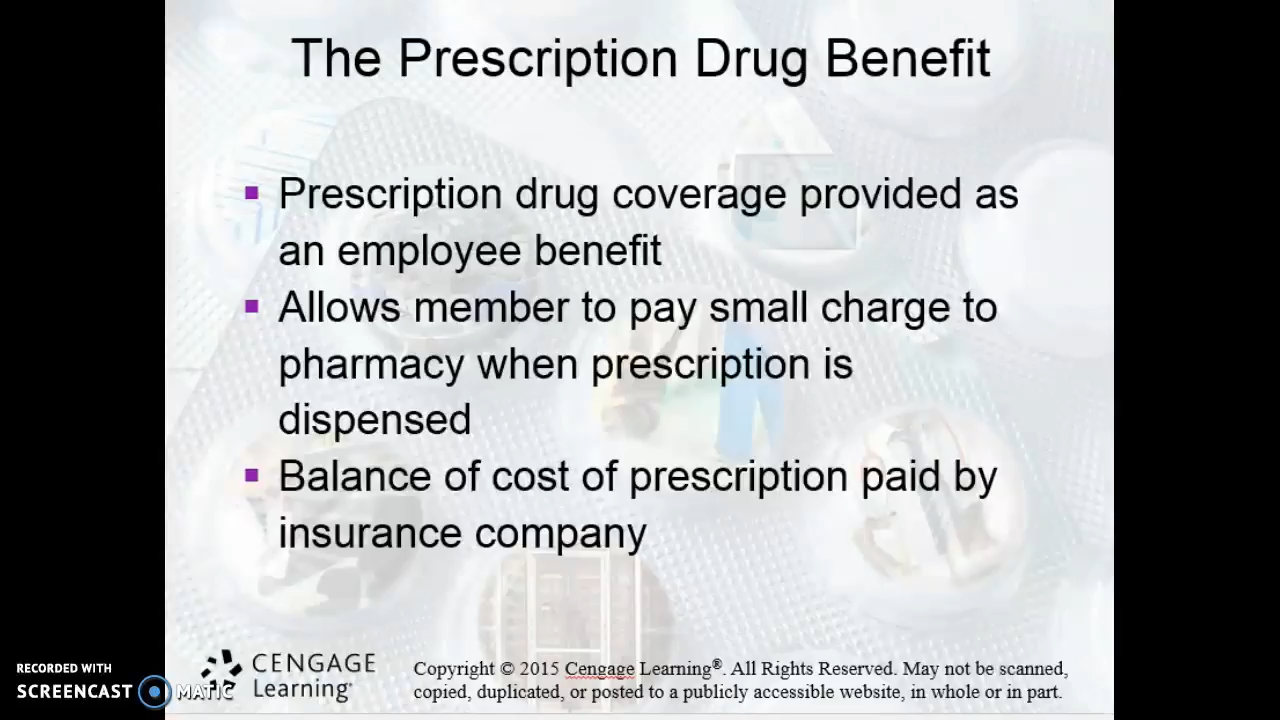 The Prescription Drug Benefit
▪ Prescription drug coverage provided as
an employee benefit
▪ Allows member to pay small charge to
pharmacy when prescription is
dispensed
▪ Balance of cost of prescription paid by
insurance company
RECORDED WITH
SCREENCAST MATIC
CENGAGE
Learning®
Copyright © 2015 Cengage Learning®. All Rights Reserved. May not be scanned,
copied, duplicated, or posted to a publicly accessible website, in whole or in part.